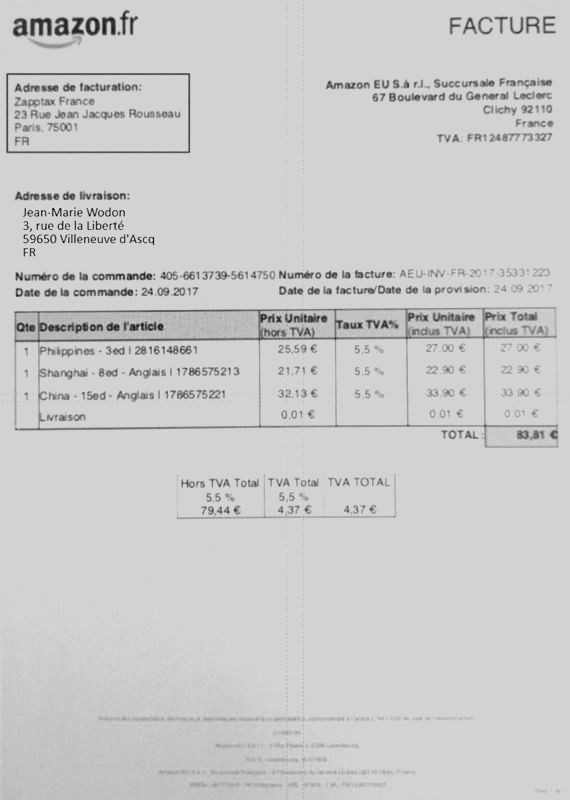 amazon.fr
FACTURE
Adresse de facturation:
Zapptax France
23 Rue Jean Jacques Rousseau
Paris, 75001
FR
Amazon EU S.à r.l., Succursale Française
67 Boulevard du General Leclerc
Clichy 92110
France
TVA: FR12487773327
Adresse de livraison:
Jean-Marie Wodon
3, rue de la Liberté
59650 Villeneuve d'Ascq
FR
Numéro de la commande: 405-6613739-5614750 Numéro de la facture: AEU-INV-FR-2017-35331223
Date de la commande: 24.09.2017 Date de la facture/Date de la provision: 24 09 2017
Qte Description de l'article Prix Unitaire (hors TVA) Taux TVA% Prix Unitaire (inclus TVA) Prix Total (inclus TVA)
1 Philippines - 3ed | 2816148661 25,59 € 5.5 % 27.00 € 27 00 €
1 Shanghai - 8ed - Anglais | 1786575213 21,71 € 5.5 % 22.90 € 22 90 €
1 China - 15ed - Anglais | 1786575221 32,13 € 5.5 % 33,90 € 33 90 €
Livraison 0.01 € 0 01 € 0 01 €
TOTAL: 83,81 €
Hors TVA Total TVA Total TVA TOTAL
5,5 % 5,5 %
79,44 € 4,37 € 4,37 €